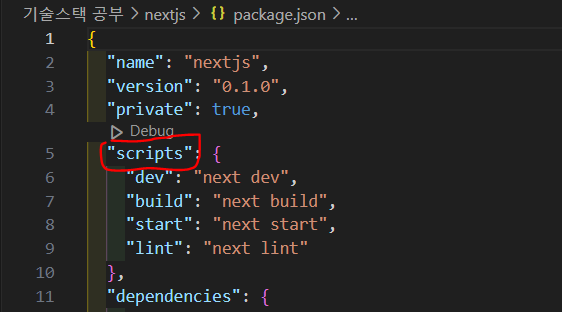 기술스택 공부 > nextjs > {} package.json > ...
1 {
2 "name": "nextjs",
3 "version": "0.1.0",
4 "private": true,
Debug
5 "scripts": {
6 "dev": "next dev",
7 "build": "next build",
8 "start": "next start",
9 "lint": "next lint"
10 },
11 "dependencies": {